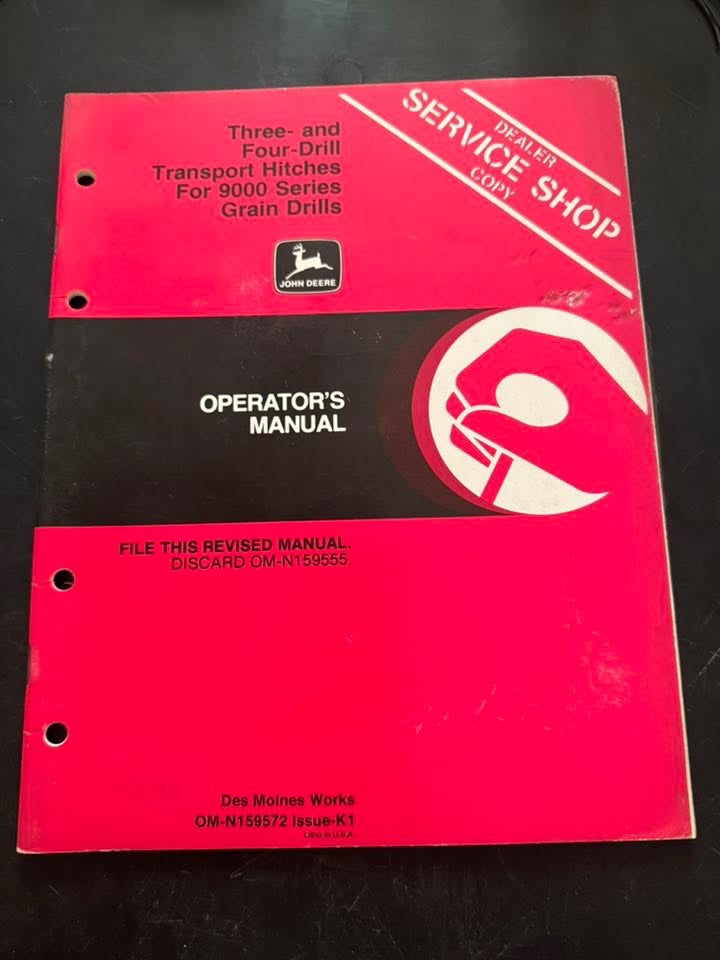 Three- and
Four-Drill
Transport Hitches
For 9000 Series
Grain Drills
DEALER
SERVICE SHOP
COPY
JOHN DEERE
OPERATOR'S
MANUAL
FILE THIS REVISED MANUAL.
DISCARD OM-N159555
Des Moines Works
OM-N159572 Issue-K1
Litho in U.S.A.